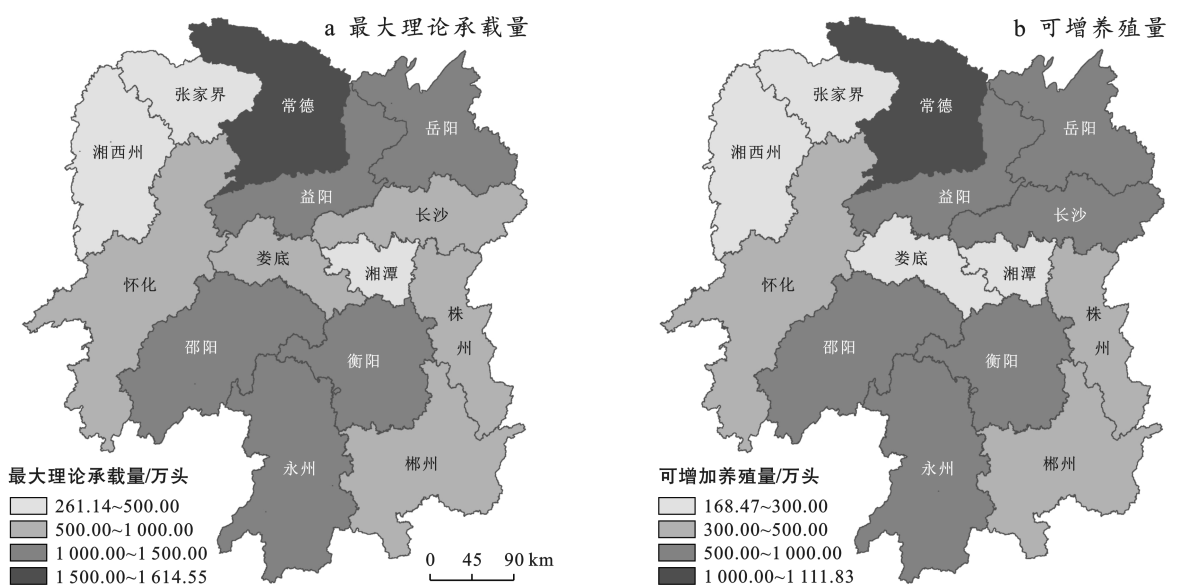 a 最大理论承载量
张家界
常德
岳阳
湘西州
益阳
长沙
娄底
湘潭
怀化
株
州
邵阳
衡阳
永州
郴州
最大理论承载量/万头
261.14~500.00
500.00~1 000.00
1 000.00~1 500.00
1 500.00~1 614.55
0 45 90 km
b 可增养殖量
张家界
常德
岳阳
湘西州
益阳
长沙
娄底
湘潭
怀化
株
州
邵阳
衡阳
永州
郴州
可增加养殖量/万头
168.47~300.00
300.00~500.00
500.00~1 000.00
1 000.00~1 111.83